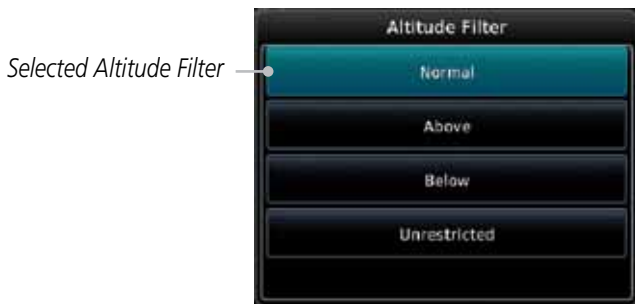 Altitude Filter
Selected Altitude Filter
Normal
Above
Below
Unrestricted